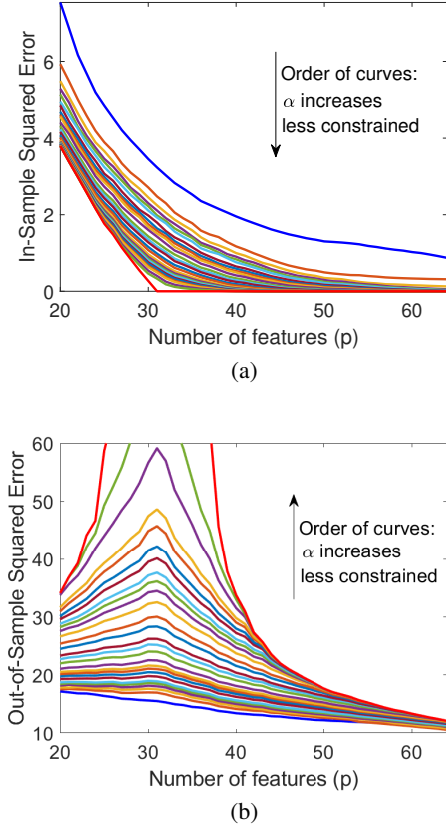 6
4
2
0
20
30
40
50
60
In-Sample Squared Error
Number of features (p)
Order of curves:
α increases
less constrained
(a)
60
50
40
30
20
10
20
30
40
50
60
Out-of-Sample Squared Error
Number of features (p)
Order of curves:
α increases
less constrained
(b)